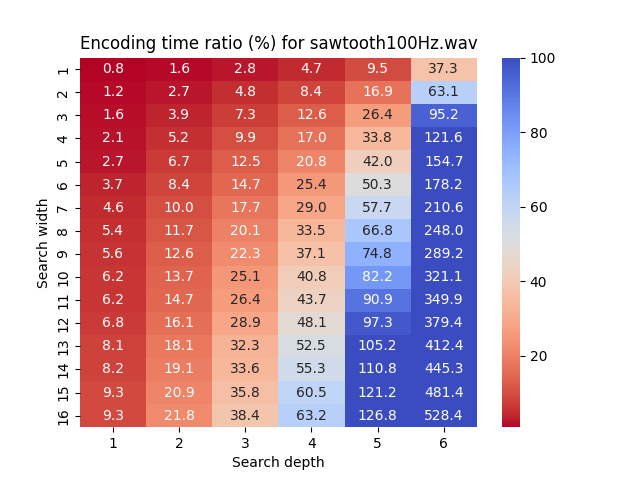 Encoding time ratio (%) for sawtooth100Hz.wav
1 0.8 1.6 2.8 4.7 9.5 37.3
2 1.2 2.7 4.8 8.4 16.9 63.1
3 1.6 3.9 7.3 12.6 26.4 95.2
4 2.1 5.2 9.9 17.0 33.8 121.6
5 2.7 6.7 12.5 20.8 42.0 154.7
6 3.7 8.4 14.7 25.4 50.3 178.2
7 4.6 10.0 17.7 29.0 57.7 210.6
8 5.4 11.7 20.1 33.5 66.8 248.0
9 5.6 12.6 22.3 37.1 74.8 289.2
10 6.2 13.7 25.1 40.8 82.2 321.1
11 6.2 14.7 26.4 43.7 90.9 349.9
12 6.8 16.1 28.9 48.1 97.3 379.4
13 8.1 18.1 32.3 52.5 105.2 412.4
14 8.2 19.1 33.6 55.3 110.8 445.3
15 9.3 20.9 35.8 60.5 121.2 481.4
16 9.3 21.8 38.4 63.2 126.8 528.4
1 2 3 4 5 6
Search depth
Search width
100
80
60
40
20